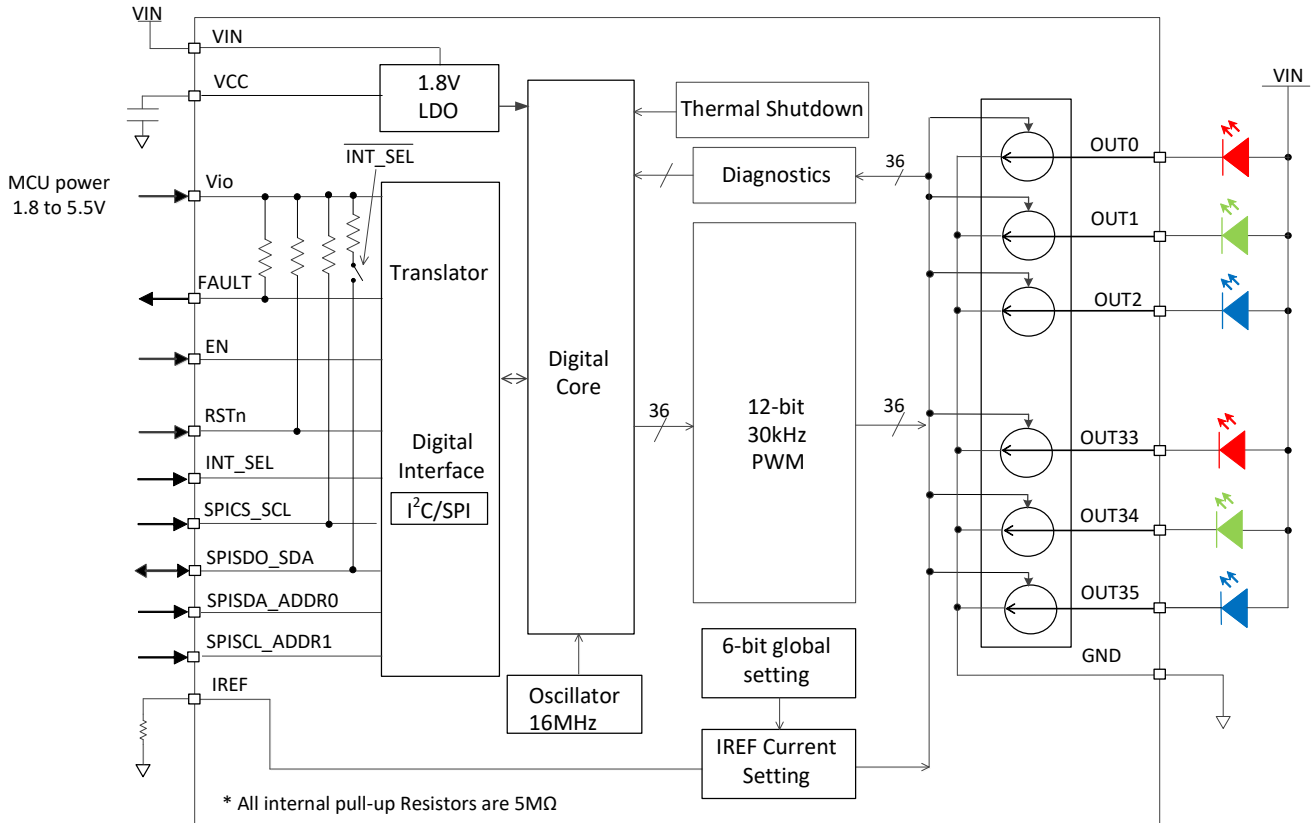 VIN
VIN
VCC
1.8V
LDO
Thermal Shutdown
VIN
INT_SEL
OUT0
MCU power
1.8 to 5.5V
Vio
Diagnostics
36
OUT1
Translator
FAULT
OUT2
EN
Digital
Core
RSTn
36
12-bit
30kHz
PWM
36
OUT33
Digital
Interface
I²C/SPI
INT_SEL
SPICS_SCL
OUT34
SPISDO_SDA
SPISDA_ADDR0
OUT35
SPISCL_ADDR1
6-bit global
setting
GND
IREF
Oscillator
16MHz
IREF Current
Setting
* All internal pull-up Resistors are 5MΩ